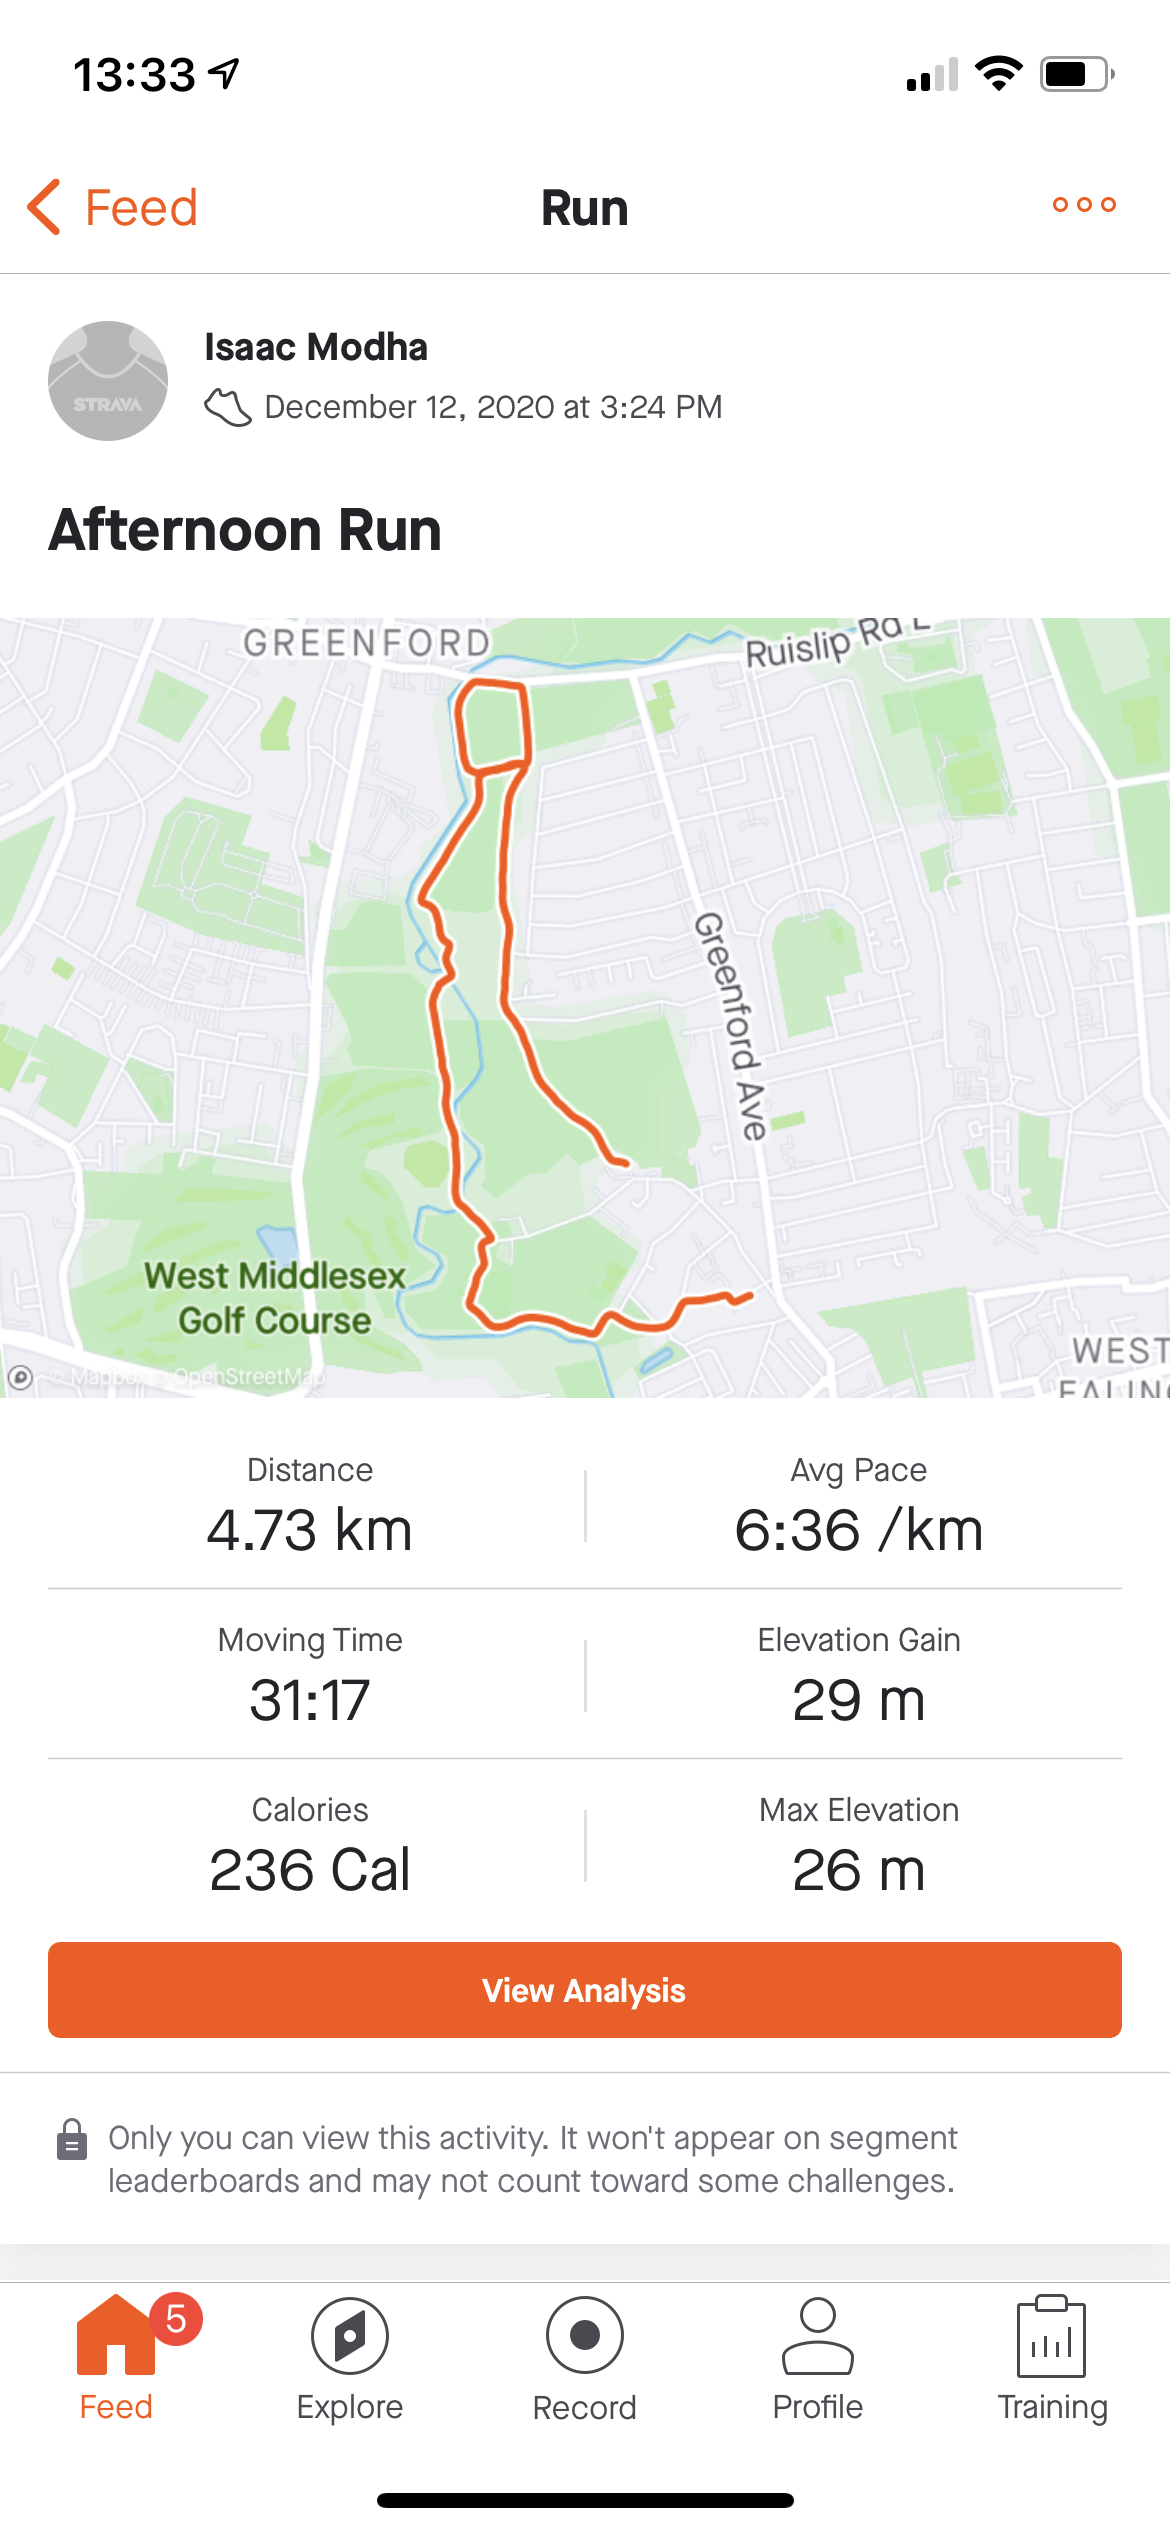 13:33
Feed
Run
Isaac Modha
STRAVA
December 12, 2020 at 3:24 PM
Afternoon Run
GREENFORD
Ruislip Rd E
Greenford Ave
West Middlesex
Golf Course
© Mapbox © OpenStreetMap
WEST
EALING
Distance
4.73 km
Avg Pace
6:36 /km
Moving Time
31:17
Elevation Gain
29 m
Calories
236 Cal
Max Elevation
26 m
View Analysis
Only you can view this activity. It won't appear on segment
leaderboards and may not count toward some challenges.
5
Feed
Explore
Record
Profile
Training